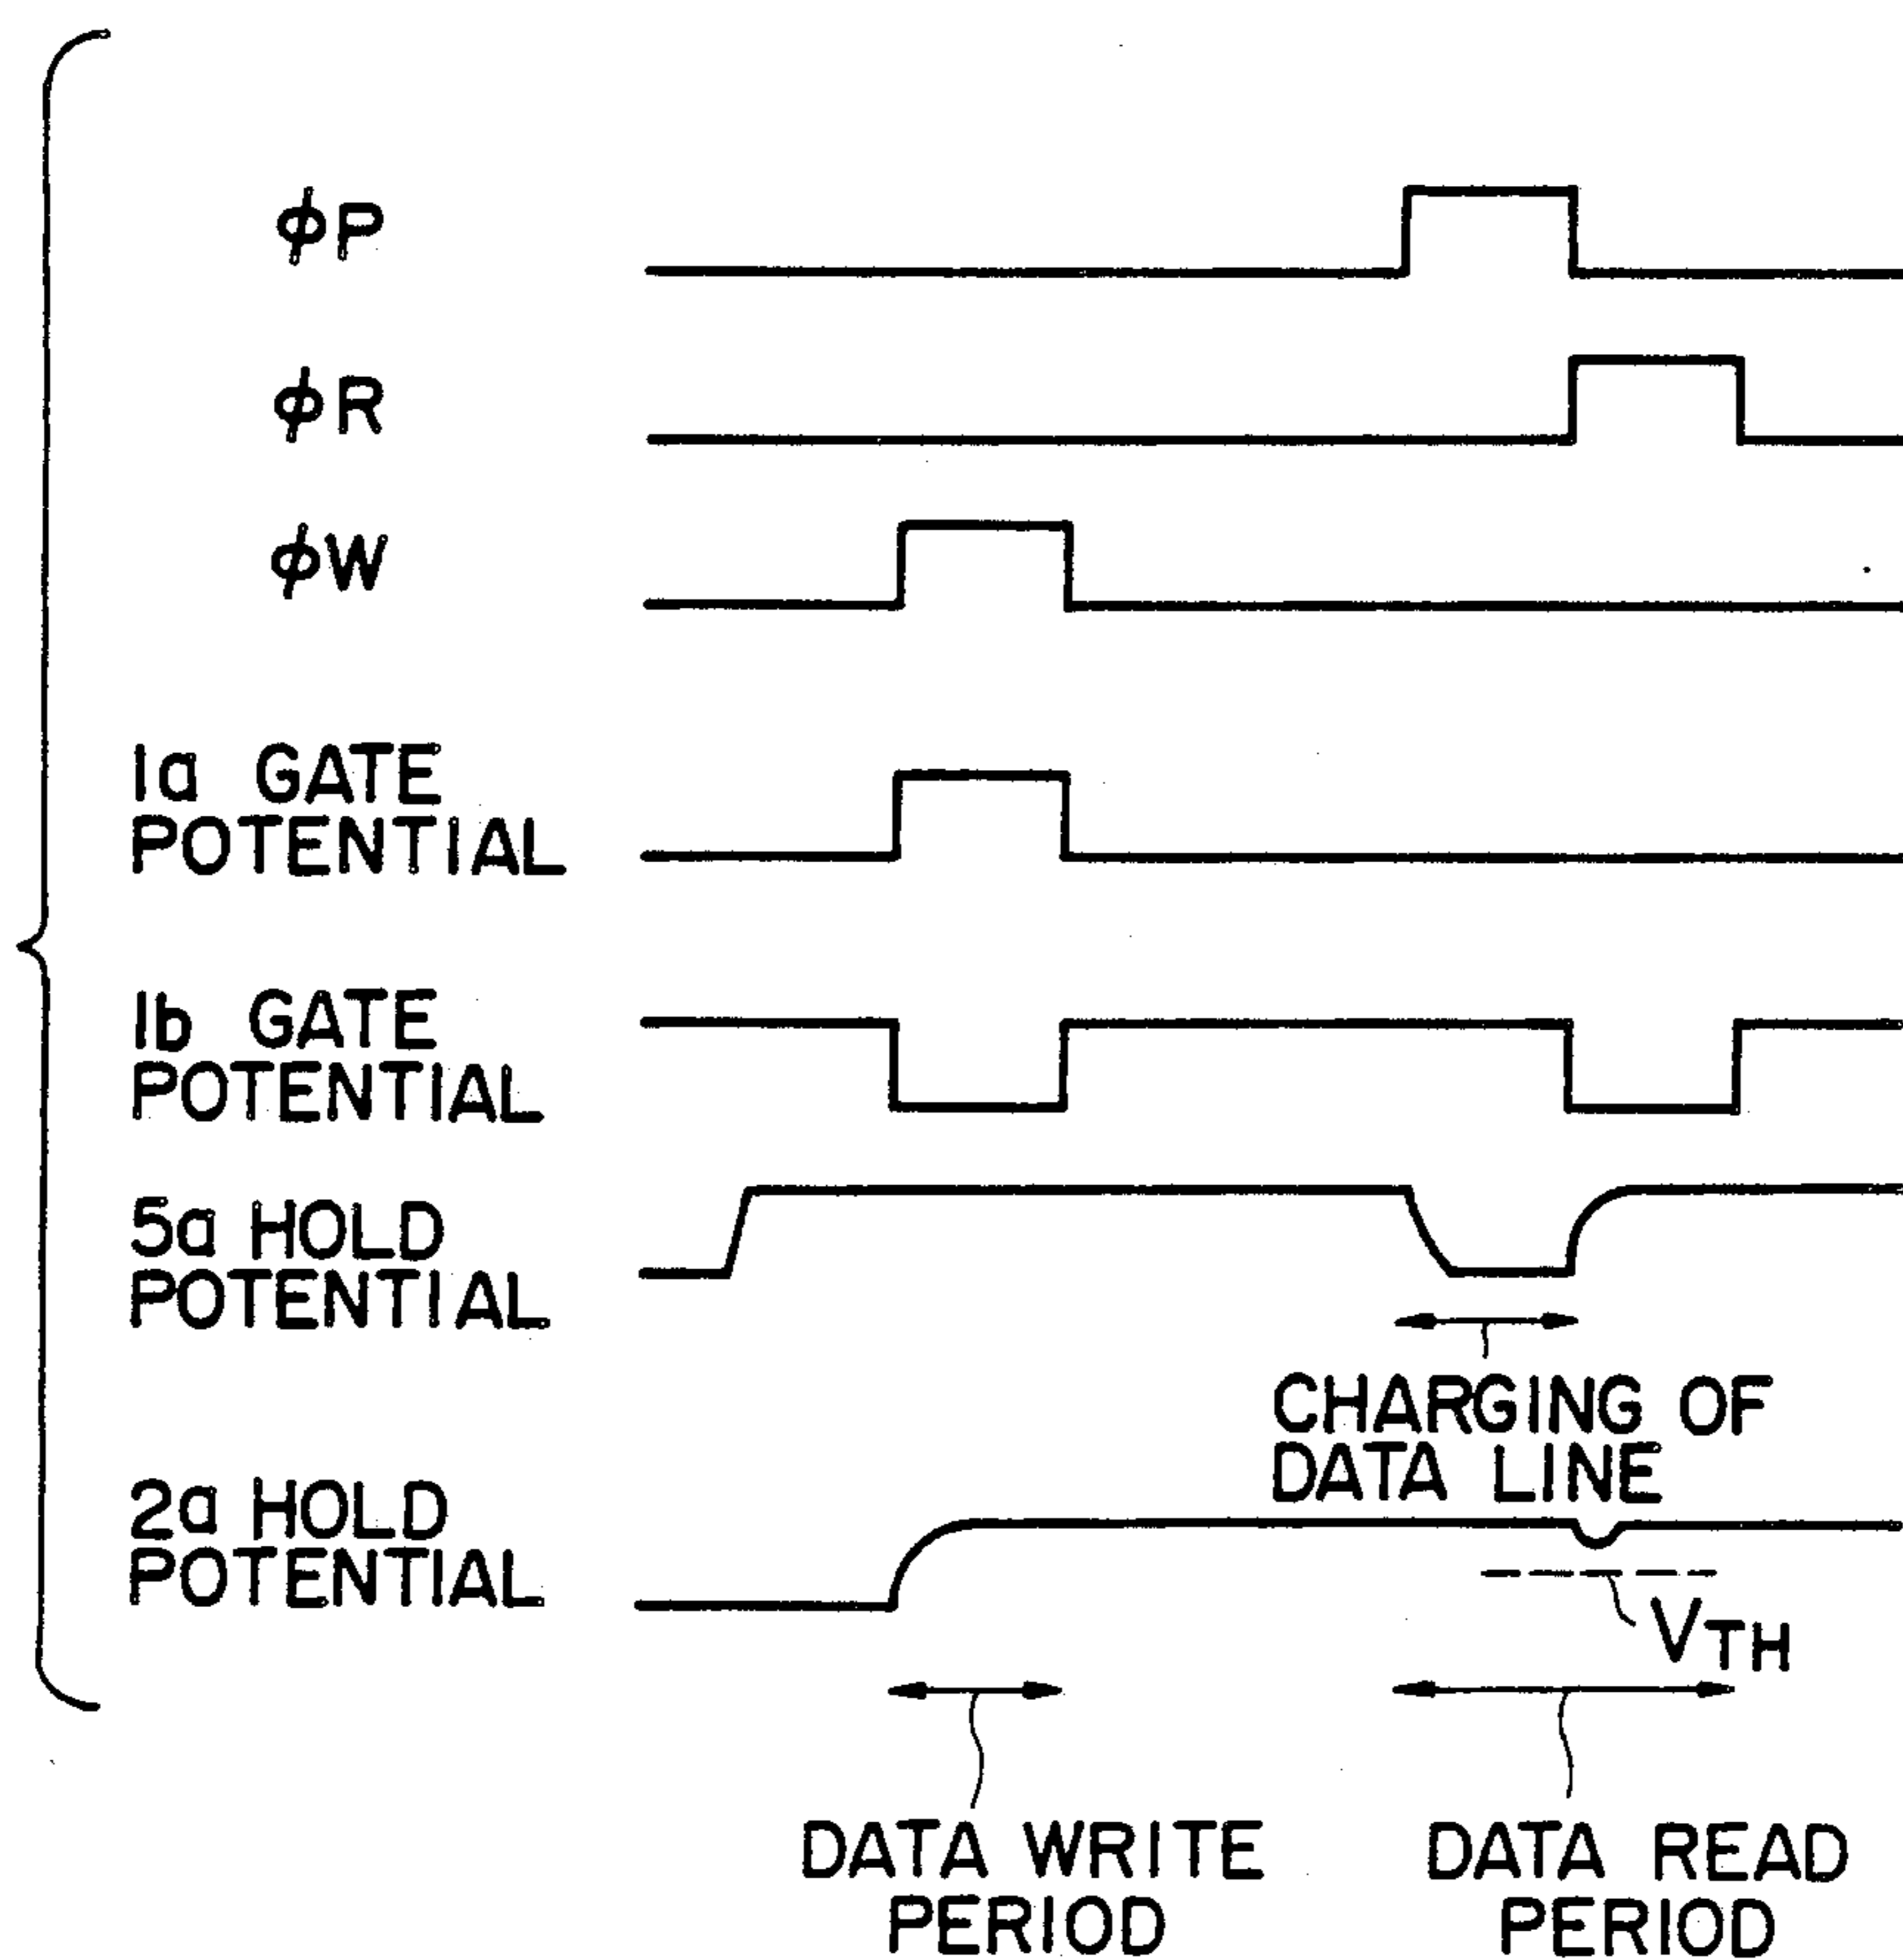 φP
φR
φW
1a GATE
POTENTIAL
1b GATE
POTENTIAL
5a HOLD
POTENTIAL
CHARGING OF
DATA LINE
2a HOLD
POTENTIAL
VTH
DATA WRITE
PERIOD
DATA READ
PERIOD